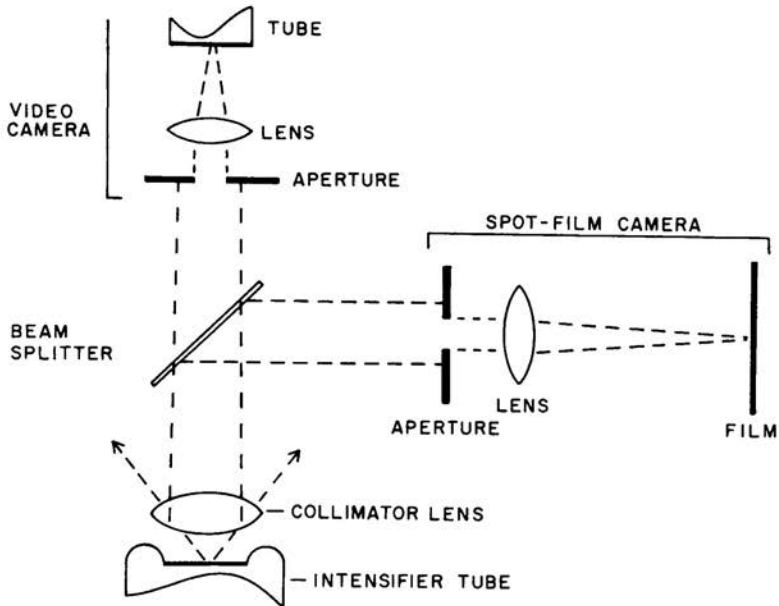 TUBE
VIDEO
CAMERA
LENS
APERTURE
SPOT-FILM CAMERA
BEAM
SPLITTER
LENS
APERTURE
FILM
COLLIMATOR LENS
INTENSIFIER TUBE